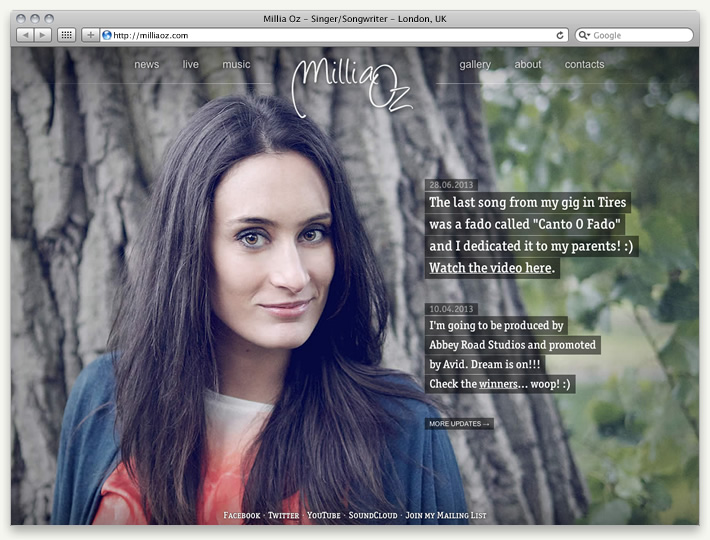 Millia Oz – Singer/Songwriter – London, UK
http://milliaoz.com
Google
news live music MilliaOz gallery about contacts
28.06.2013
The last song from my gig in Tires
was a fado called "Canto O Fado"
and I dedicated it to my parents! :)
Watch the video here.
10.04.2013
I'm going to be produced by
Abbey Road Studios and promoted
by Avid. Dream is on!!!
Check the winners... woop! :)
MORE UPDATES →
Facebook · Twitter · YouTube · SoundCloud · Join my Mailing List